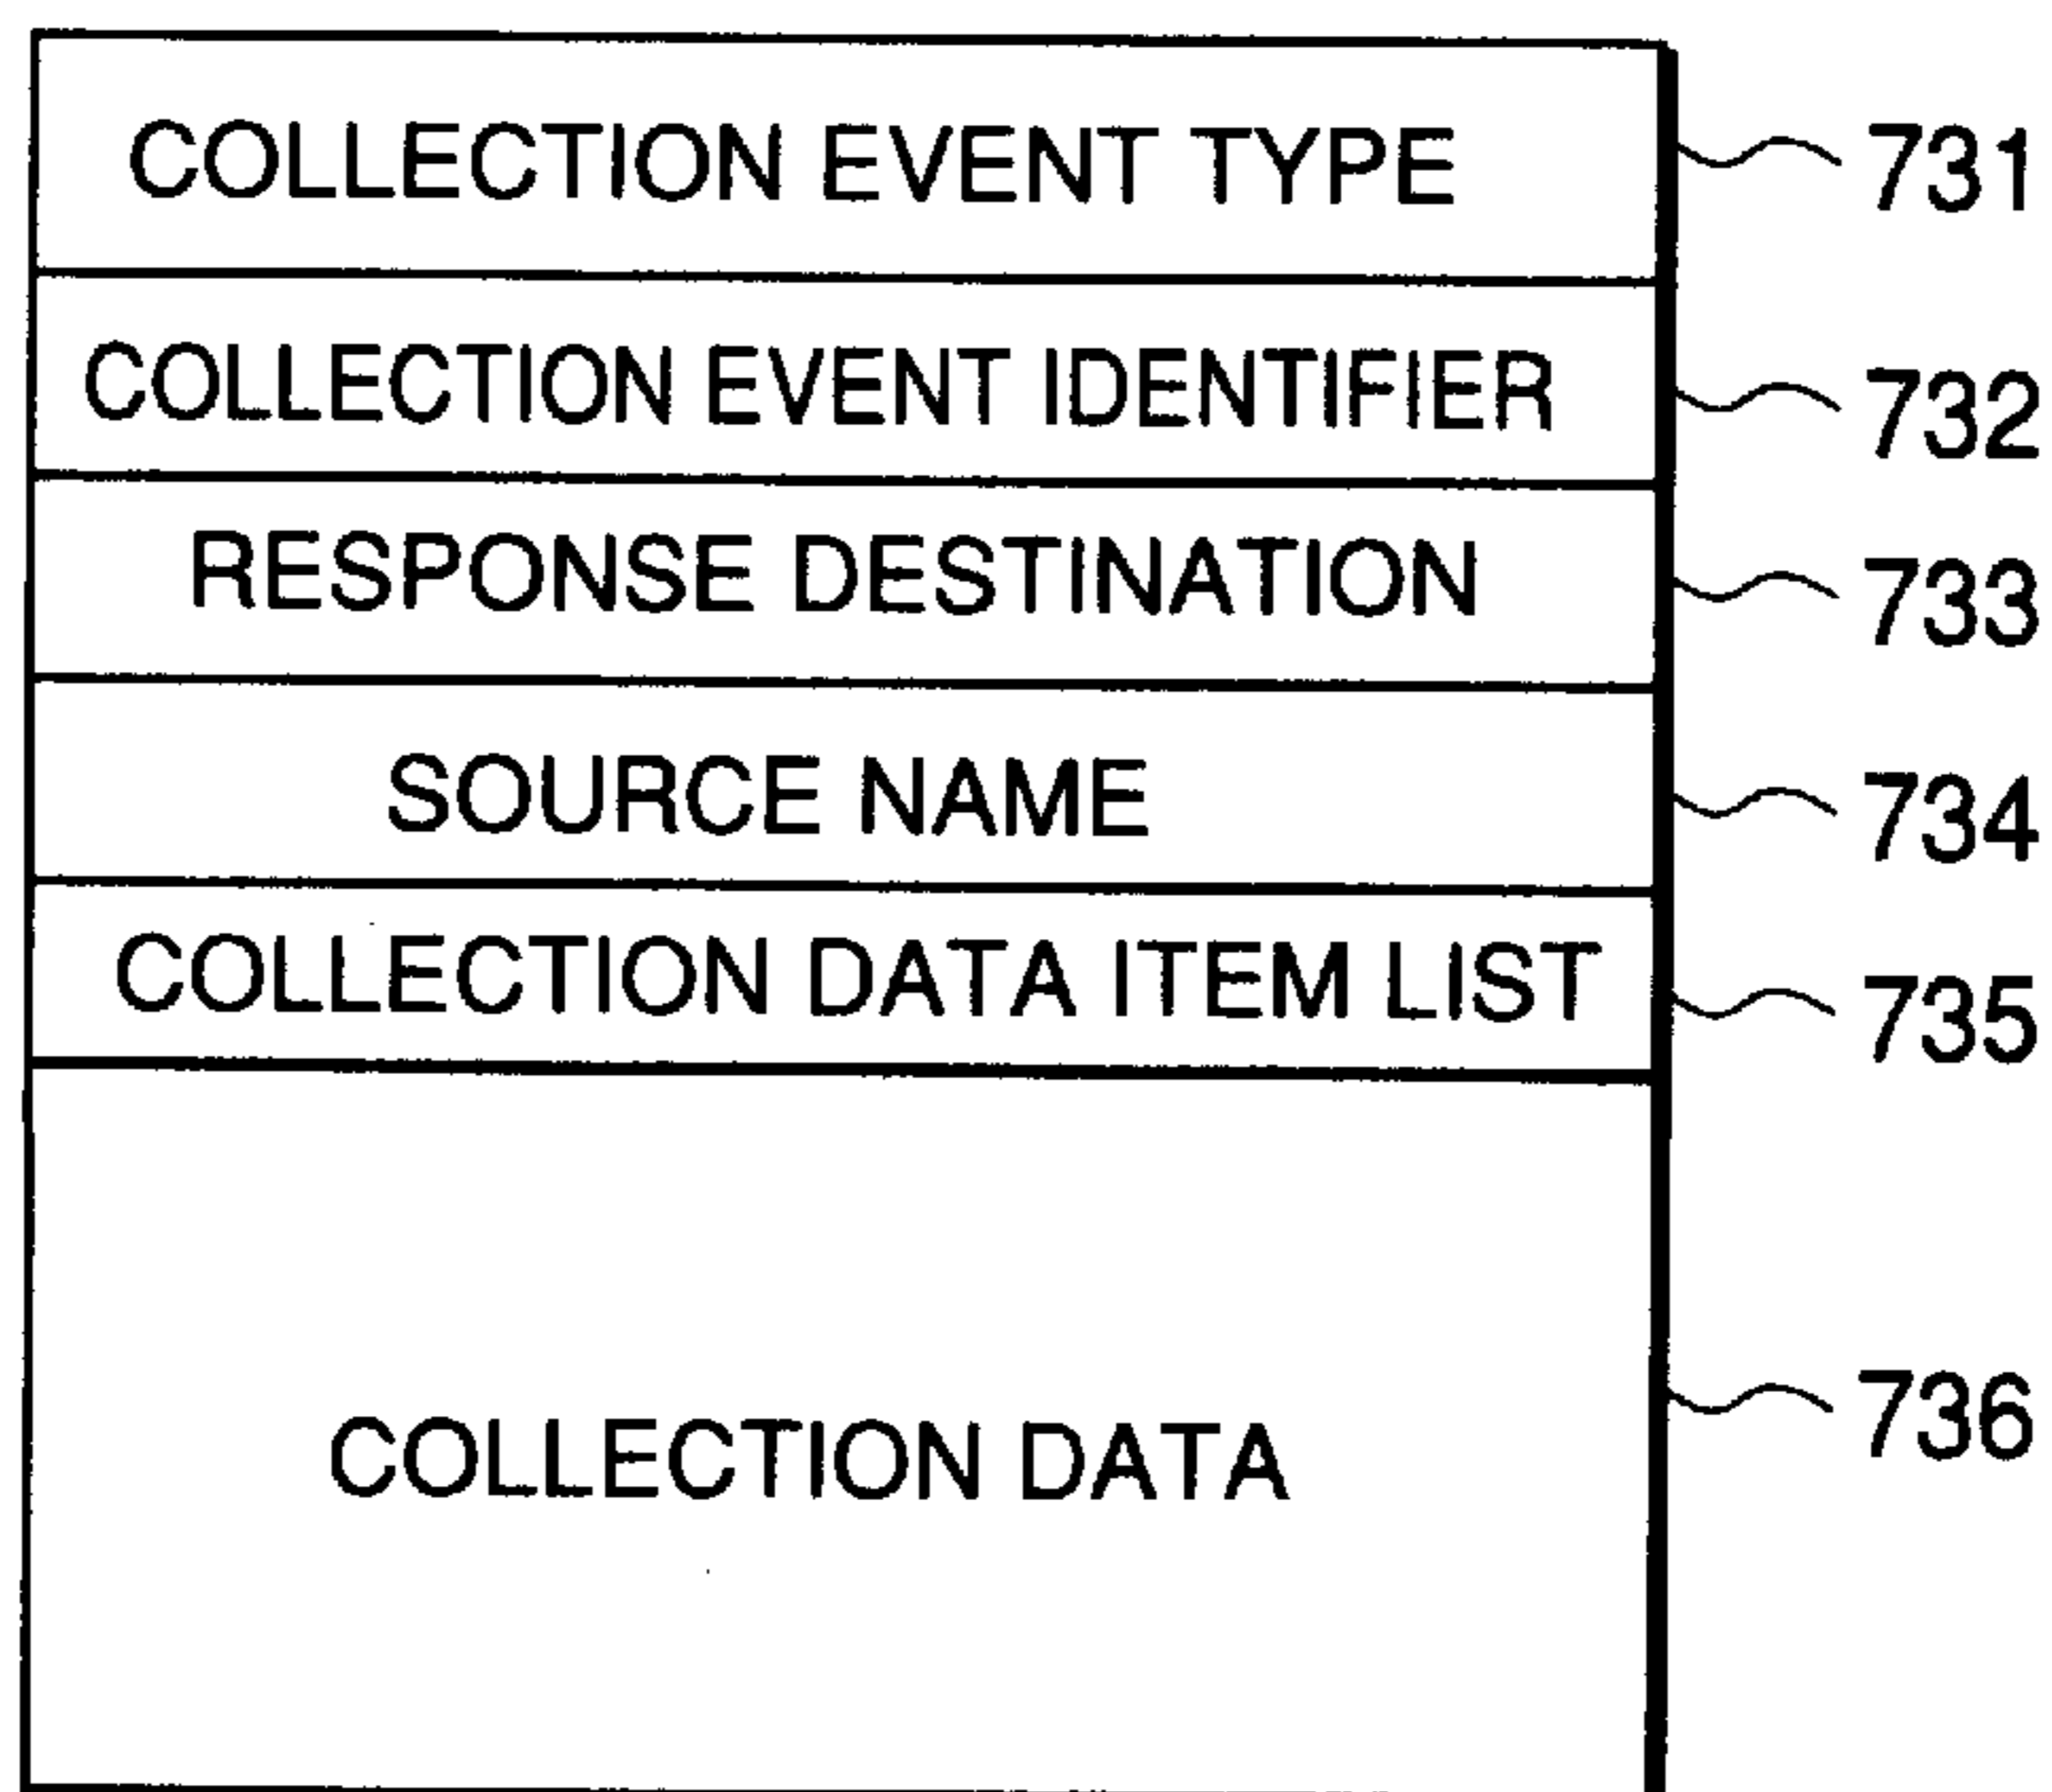 COLLECTION EVENT TYPE 731
COLLECTION EVENT IDENTIFIER 732
RESPONSE DESTINATION 733
SOURCE NAME 734
COLLECTION DATA ITEM LIST 735
COLLECTION DATA 736